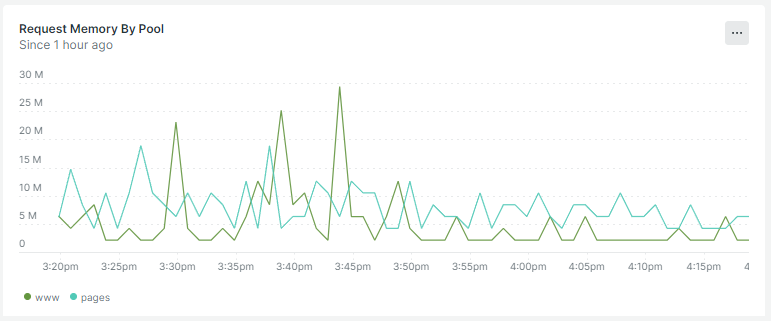 Request Memory By Pool
Since 1 hour ago
...
30 M
25 M
20 M
15 M
10 M
5 M
0
3:20pm 3:25pm 3:30pm 3:35pm 3:40pm 3:45pm 3:50pm 3:55pm 4:00pm 4:05pm 4:10pm 4:15pm 4
www pages